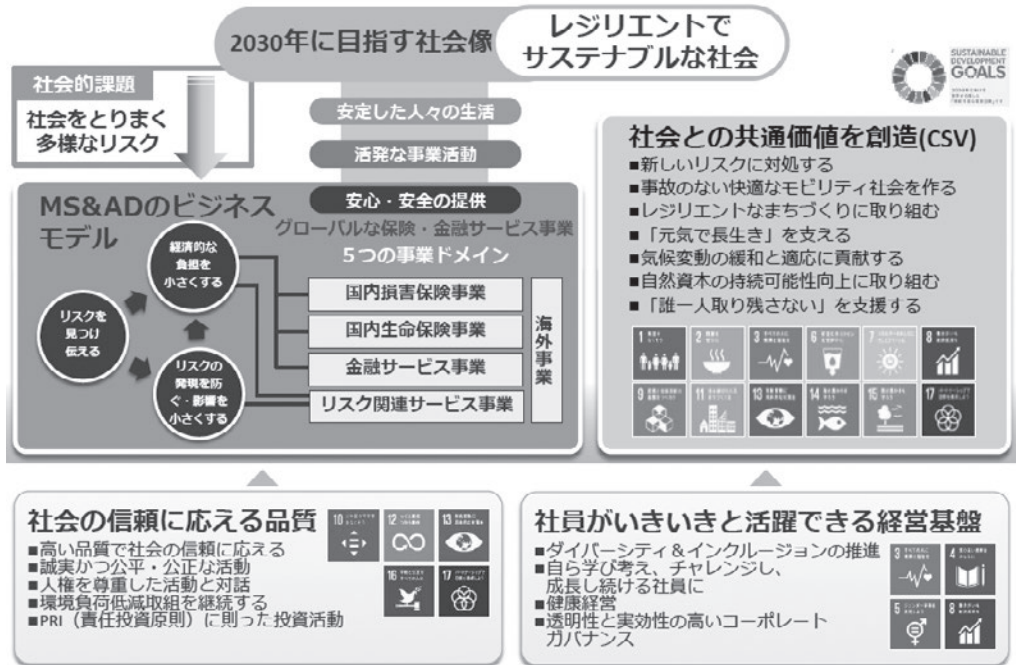 2030年に目指す社会像
レジリエントで
サステナブルな社会
SUSTAINABLE
DEVELOPMENT
GOALS
社会的課題
社会をとりまく
多様なリスク
安定した人々の生活
活発な事業活動
安心・安全の提供
MS&ADのビジネス
モデル
グローバルな保険・金融サービス事業
5つの事業ドメイン
経済的な
負担を
小さくする
リスクを
見つけ
伝える
リスクの
発現を防
ぐ・影響を
小さくする
国内損害保険事業
国内生命保険事業
金融サービス事業
リスク関連サービス事業
海外事業
社会との共通価値を創造(CSV)
■新しいリスクに対処する
■事故のない快適なモビリティ社会を作る
■レジリエントなまちづくりに取り組む
■「元気で長生き」を支える
■気候変動の緩和と適応に貢献する
■自然資本の持続可能性向上に取り組む
■「誰一人取り残さない」を支援する
1
2
3
6
7
8
9
11
13
14
15
17
社会の信頼に応える品質
■高い品質で社会の信頼に応える
■誠実かつ公平・公正な活動
■人権を尊重した活動と対話
■環境負荷低減取組を継続する
■PRI（責任投資原則）に則った投資活動
10
12
13
16
17
社員がいきいきと活躍できる経営基盤
■ダイバーシティ＆インクルージョンの推進
■自ら学び考え、チャレンジし、
成長し続ける社員に
■健康経営
■透明性と実効性の高いコーポレート
ガバナンス
3
4
5
8